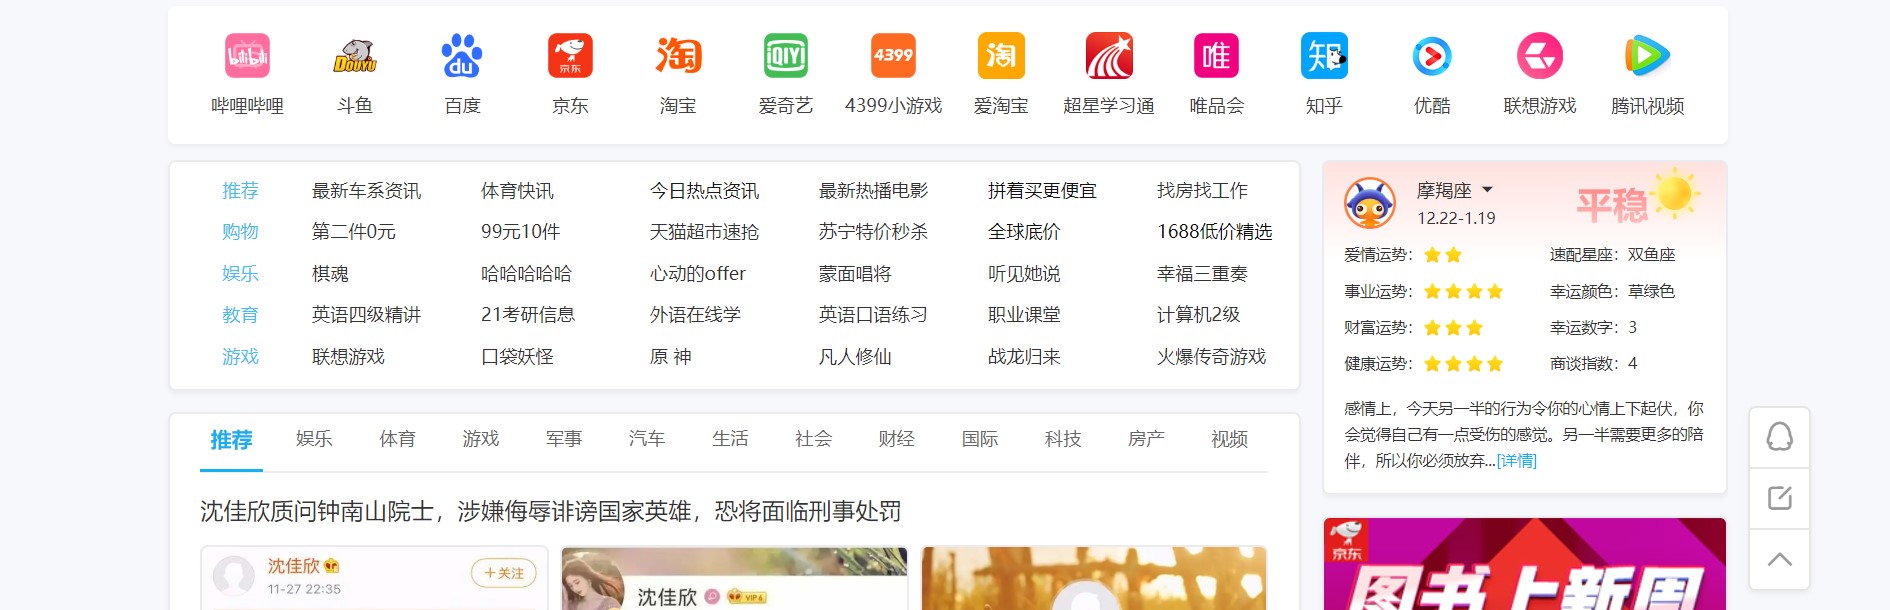 bilibili DOUYU du 京东 淘 iQIYI 4399 淘 唯 知
哔哩哔哩 斗鱼 百度 京东 淘宝 爱奇艺 4399小游戏 爱淘宝 超星学习通 唯品会 知乎 优酷 联想游戏 腾讯视频
推荐 最新车系资讯 体育快讯 今日热点资讯 最新热播电影 拼着买更便宜 找房找工作
购物 第二件0元 99元10件 天猫超市速抢 苏宁特价秒杀 全球底价 1688低价精选
娱乐 棋魂 哈哈哈哈哈 心动的offer 蒙面唱将 听见她说 幸福三重奏
教育 英语四级精讲 21考研信息 外语在线学 英语口语练习 职业课堂 计算机2级
游戏 联想游戏 口袋妖怪 原 神 凡人修仙 战龙归来 火爆传奇游戏
摩羯座 平稳
12.22-1.19
爱情运势： 速配星座：双鱼座
事业运势： 幸运颜色：草绿色
财富运势： 幸运数字：3
健康运势： 商谈指数：4
感情上，今天另一半的行为令你的心情上下起伏，你
会觉得自己有一点受伤的感觉。另一半需要更多的陪
伴，所以你必须放弃...[详情]
推荐 娱乐 体育 游戏 军事 汽车 生活 社会 财经 国际 科技 房产 视频
沈佳欣质问钟南山院士，涉嫌侮辱诽谤国家英雄，恐将面临刑事处罚
沈佳欣 +关注
11-27 22:35
沈佳欣 VIP 6
京东
图书上新周